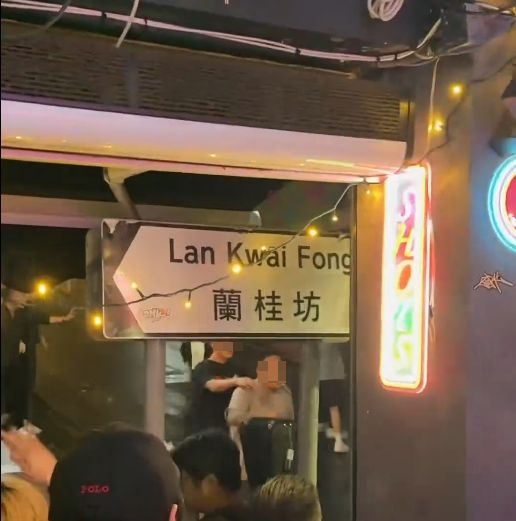 Lan Kwai Fong
蘭桂坊
SHOTS
POLO